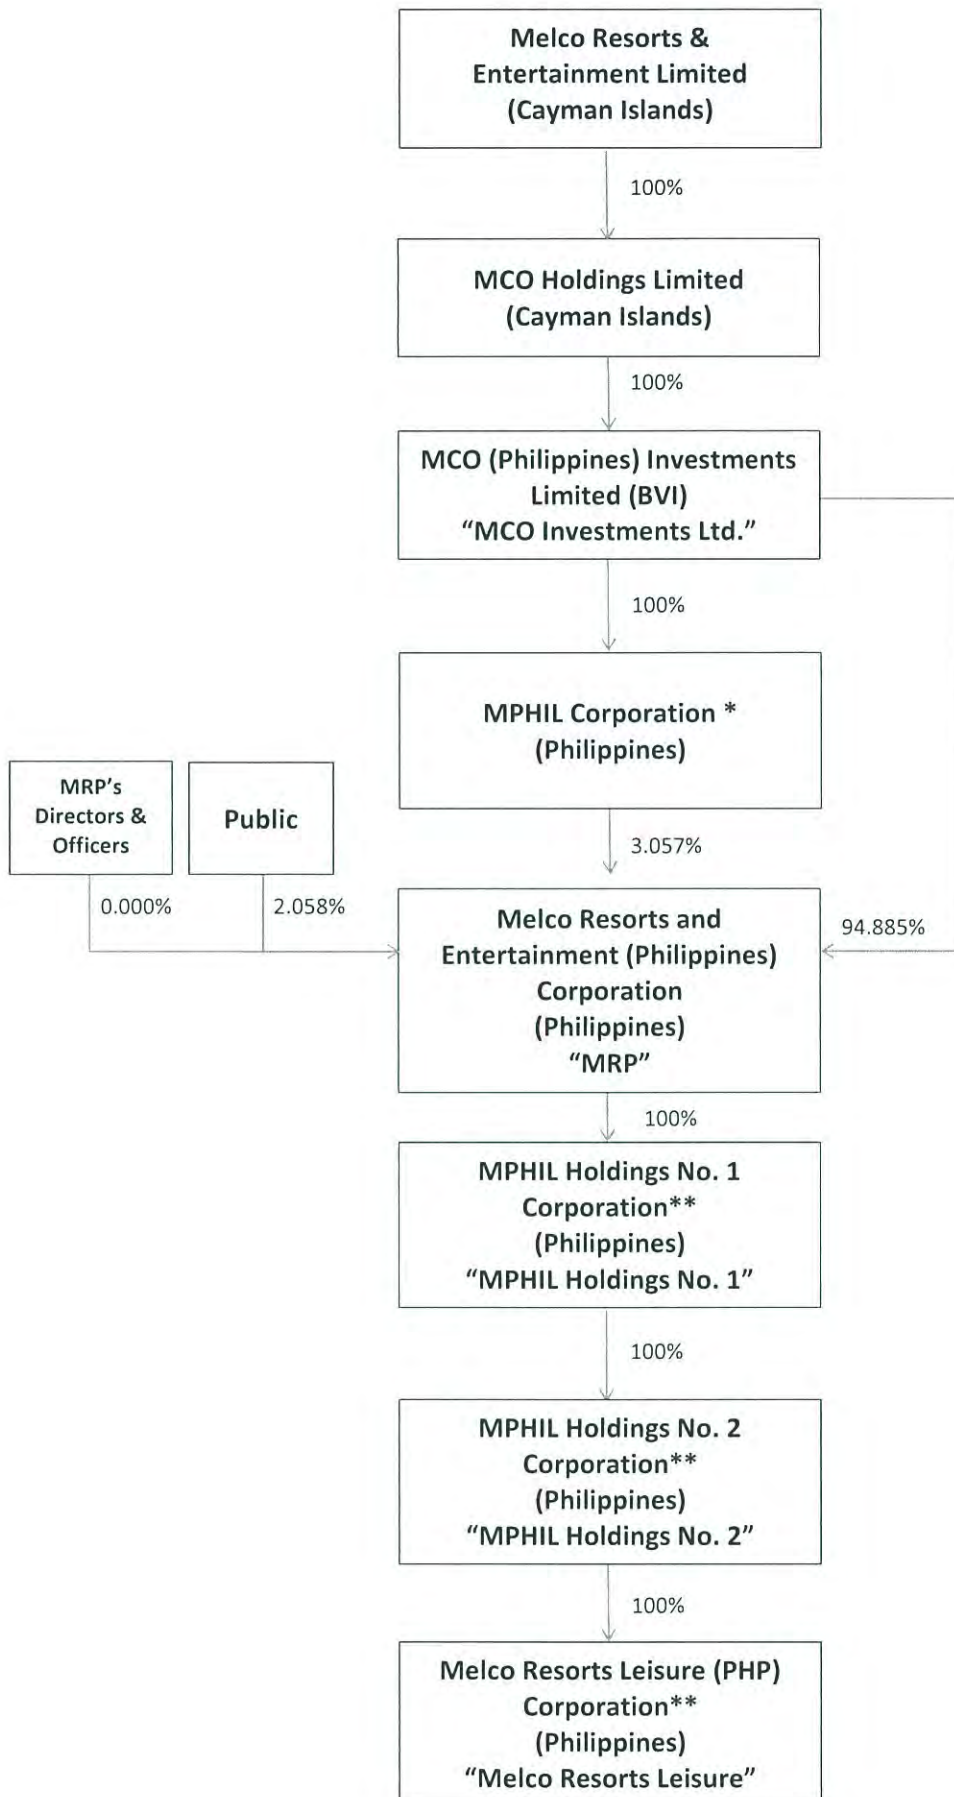 Melco Resorts &
Entertainment Limited
(Cayman Islands)
100%
MCO Holdings Limited
(Cayman Islands)
100%
MCO (Philippines) Investments
Limited (BVI)
“MCO Investments Ltd.”
100%
MPHIL Corporation *
(Philippines)
MRP’s
Directors &
Officers
Public
3.057%
0.000%
2.058%
Melco Resorts and
Entertainment (Philippines)
Corporation
(Philippines)
“MRP”
94.885%
100%
MPHIL Holdings No. 1
Corporation**
(Philippines)
“MPHIL Holdings No. 1”
100%
MPHIL Holdings No. 2
Corporation**
(Philippines)
“MPHIL Holdings No. 2”
100%
Melco Resorts Leisure (PHP)
Corporation**
(Philippines)
“Melco Resorts Leisure”